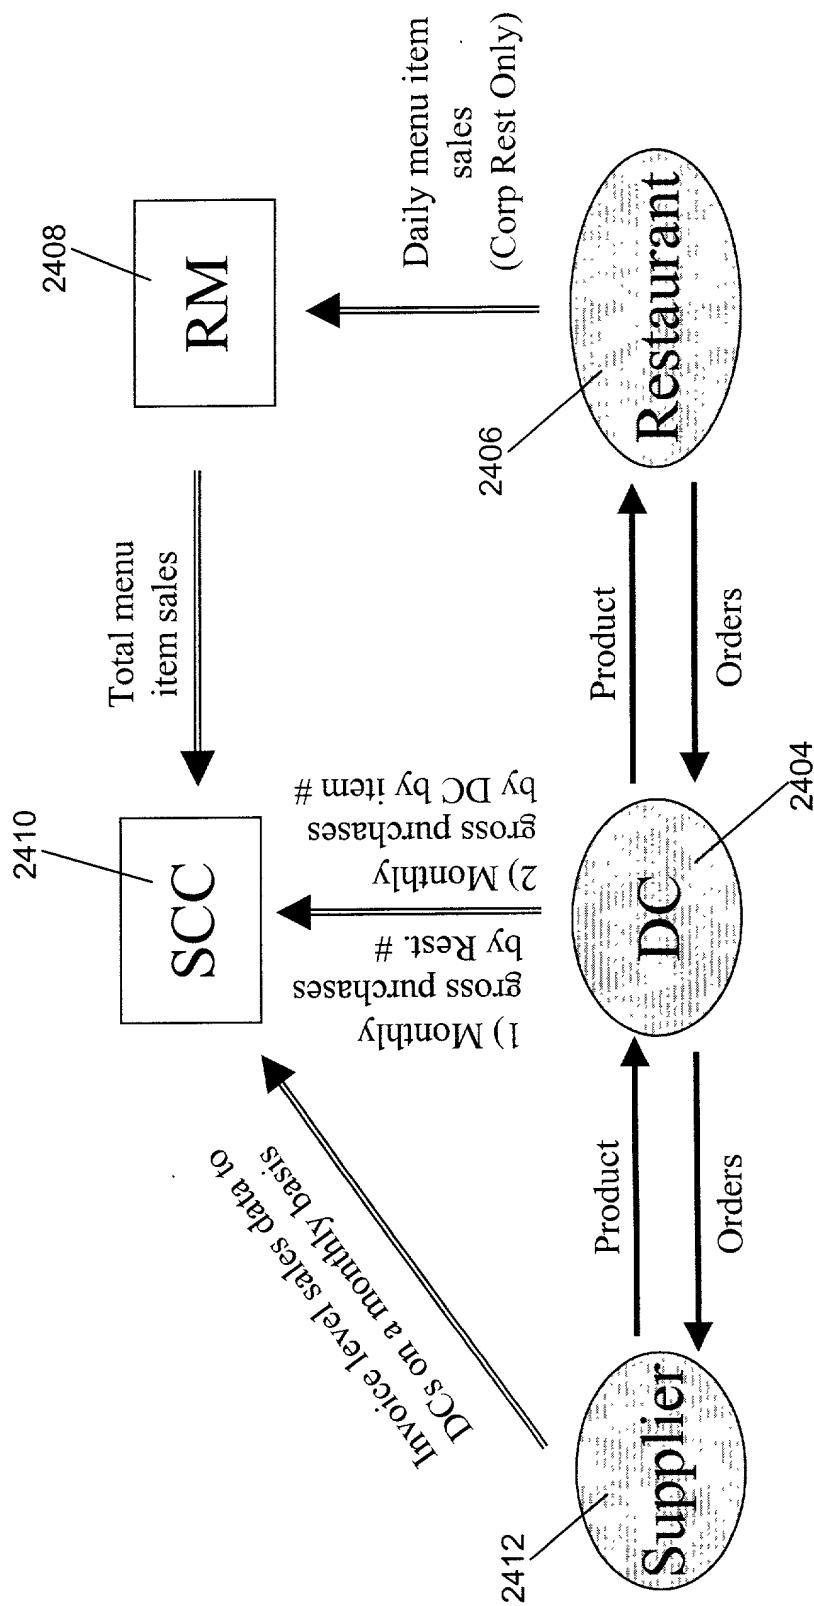 2410
SCC
Total menu
item sales
2408
RM
Invoice level sales data to
DCs on a monthly basis
1) Monthly
gross purchases
by Rest. #
2) Monthly
gross purchases
by DC by item #
Daily menu item
sales
(Corp Rest Only)
2412
Supplier
Product
Orders
DC
2404
Product
Orders
2406
Restaurant